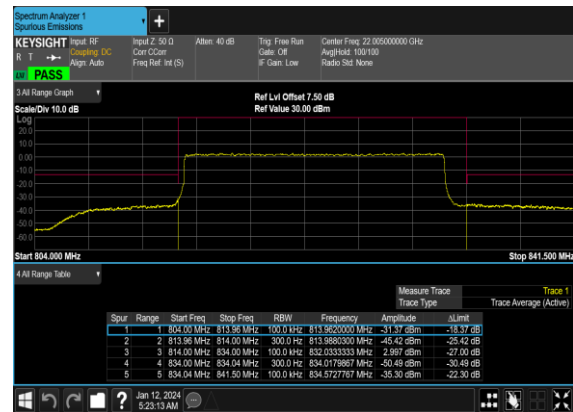 Spectrum Analyzer 1
Spurious Emissions
KEYSIGHT Input: RF Input Z: 50 Ω Atten: 40 dB Trig: Free Run Center Freq: 22.005000000 GHz
R T Coupling: DC Corr CCorr Gate: Off Avg|Hold: 100/100
Align: Auto Freq Ref: Int (S) IF Gain: Low Radio Std: None
LV PASS
3 All Range Graph
Ref Lvl Offset 7.50 dB
Scale/Div 10.0 dB Ref Value 30.00 dBm
Log
20.0
10.0
0.00
-10.0
-20.0
-30.0
-40.0
-50.0
-60.0
Start 804.000 MHz Stop 841.500 MHz
4 All Range Table
Measure Trace Trace 1
Trace Type Trace Average (Active)
Spur Range Start Freq Stop Freq RBW Frequency Amplitude ΔLimit
1 1 804.00 MHz 813.96 MHz 100.0 kHz 813.9620000 MHz -31.37 dBm -18.37 dB
2 2 813.96 MHz 814.00 MHz 300.0 Hz 813.9880300 MHz -45.42 dBm -25.42 dB
3 3 814.00 MHz 834.00 MHz 100.0 kHz 832.0333333 MHz 2.997 dBm -27.00 dB
4 4 834.00 MHz 834.04 MHz 300.0 Hz 834.0179867 MHz -50.49 dBm -30.49 dB
5 5 834.04 MHz 841.50 MHz 100.0 kHz 834.5727767 MHz -35.30 dBm -22.30 dB
? Jan 12, 2024
5:23:13 AM